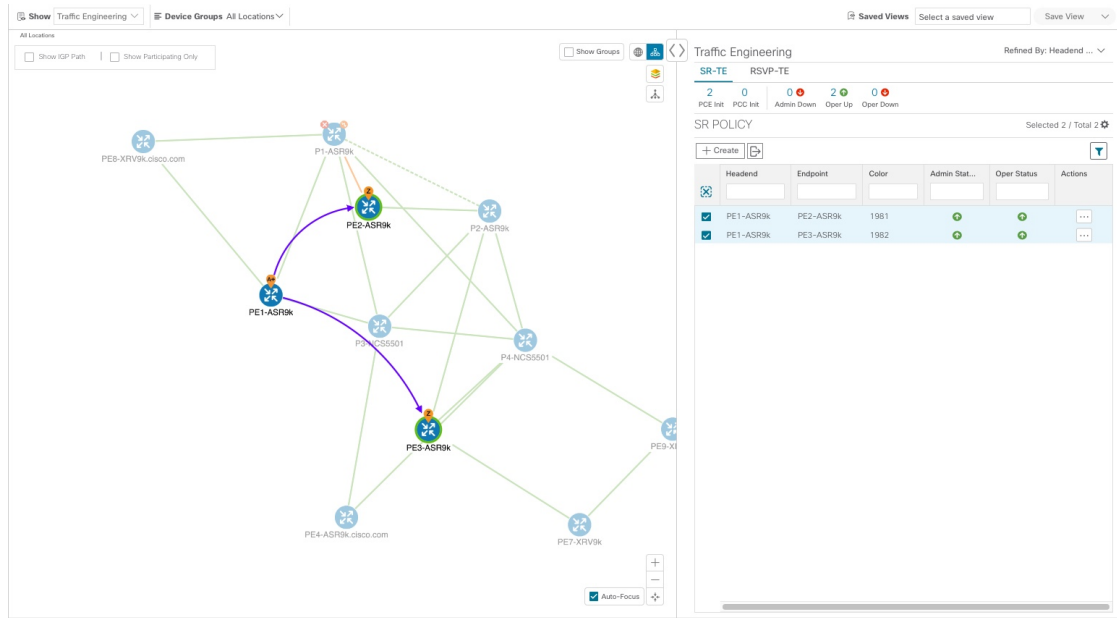 Show Traffic Engineering Device Groups All Locations Saved Views Select a saved view Save View
All Locations
Show IGP Path | Show Participating Only
Show Groups
PE8-XRV9k.cisco.com
P1-ASR9k
Z
PE2-ASR9k
P2-ASR9k
A+
PE1-ASR9k
P3-NCS5501
P4-NCS5501
Z
PE3-ASR9k
PE9-X
PE4-ASR9k.cisco.com
PE7-XRV9k
Auto-Focus
Traffic Engineering Refined By: Headend ...
SR-TE RSVP-TE
2 0 0 2 0
PCE Init PCC Init Admin Down Oper Up Oper Down
SR POLICY Selected 2 / Total 2
+ Create
Headend Endpoint Color Admin Stat... Oper Status Actions
PE1-ASR9k PE2-ASR9k 1981 ...
PE1-ASR9k PE3-ASR9k 1982 ...